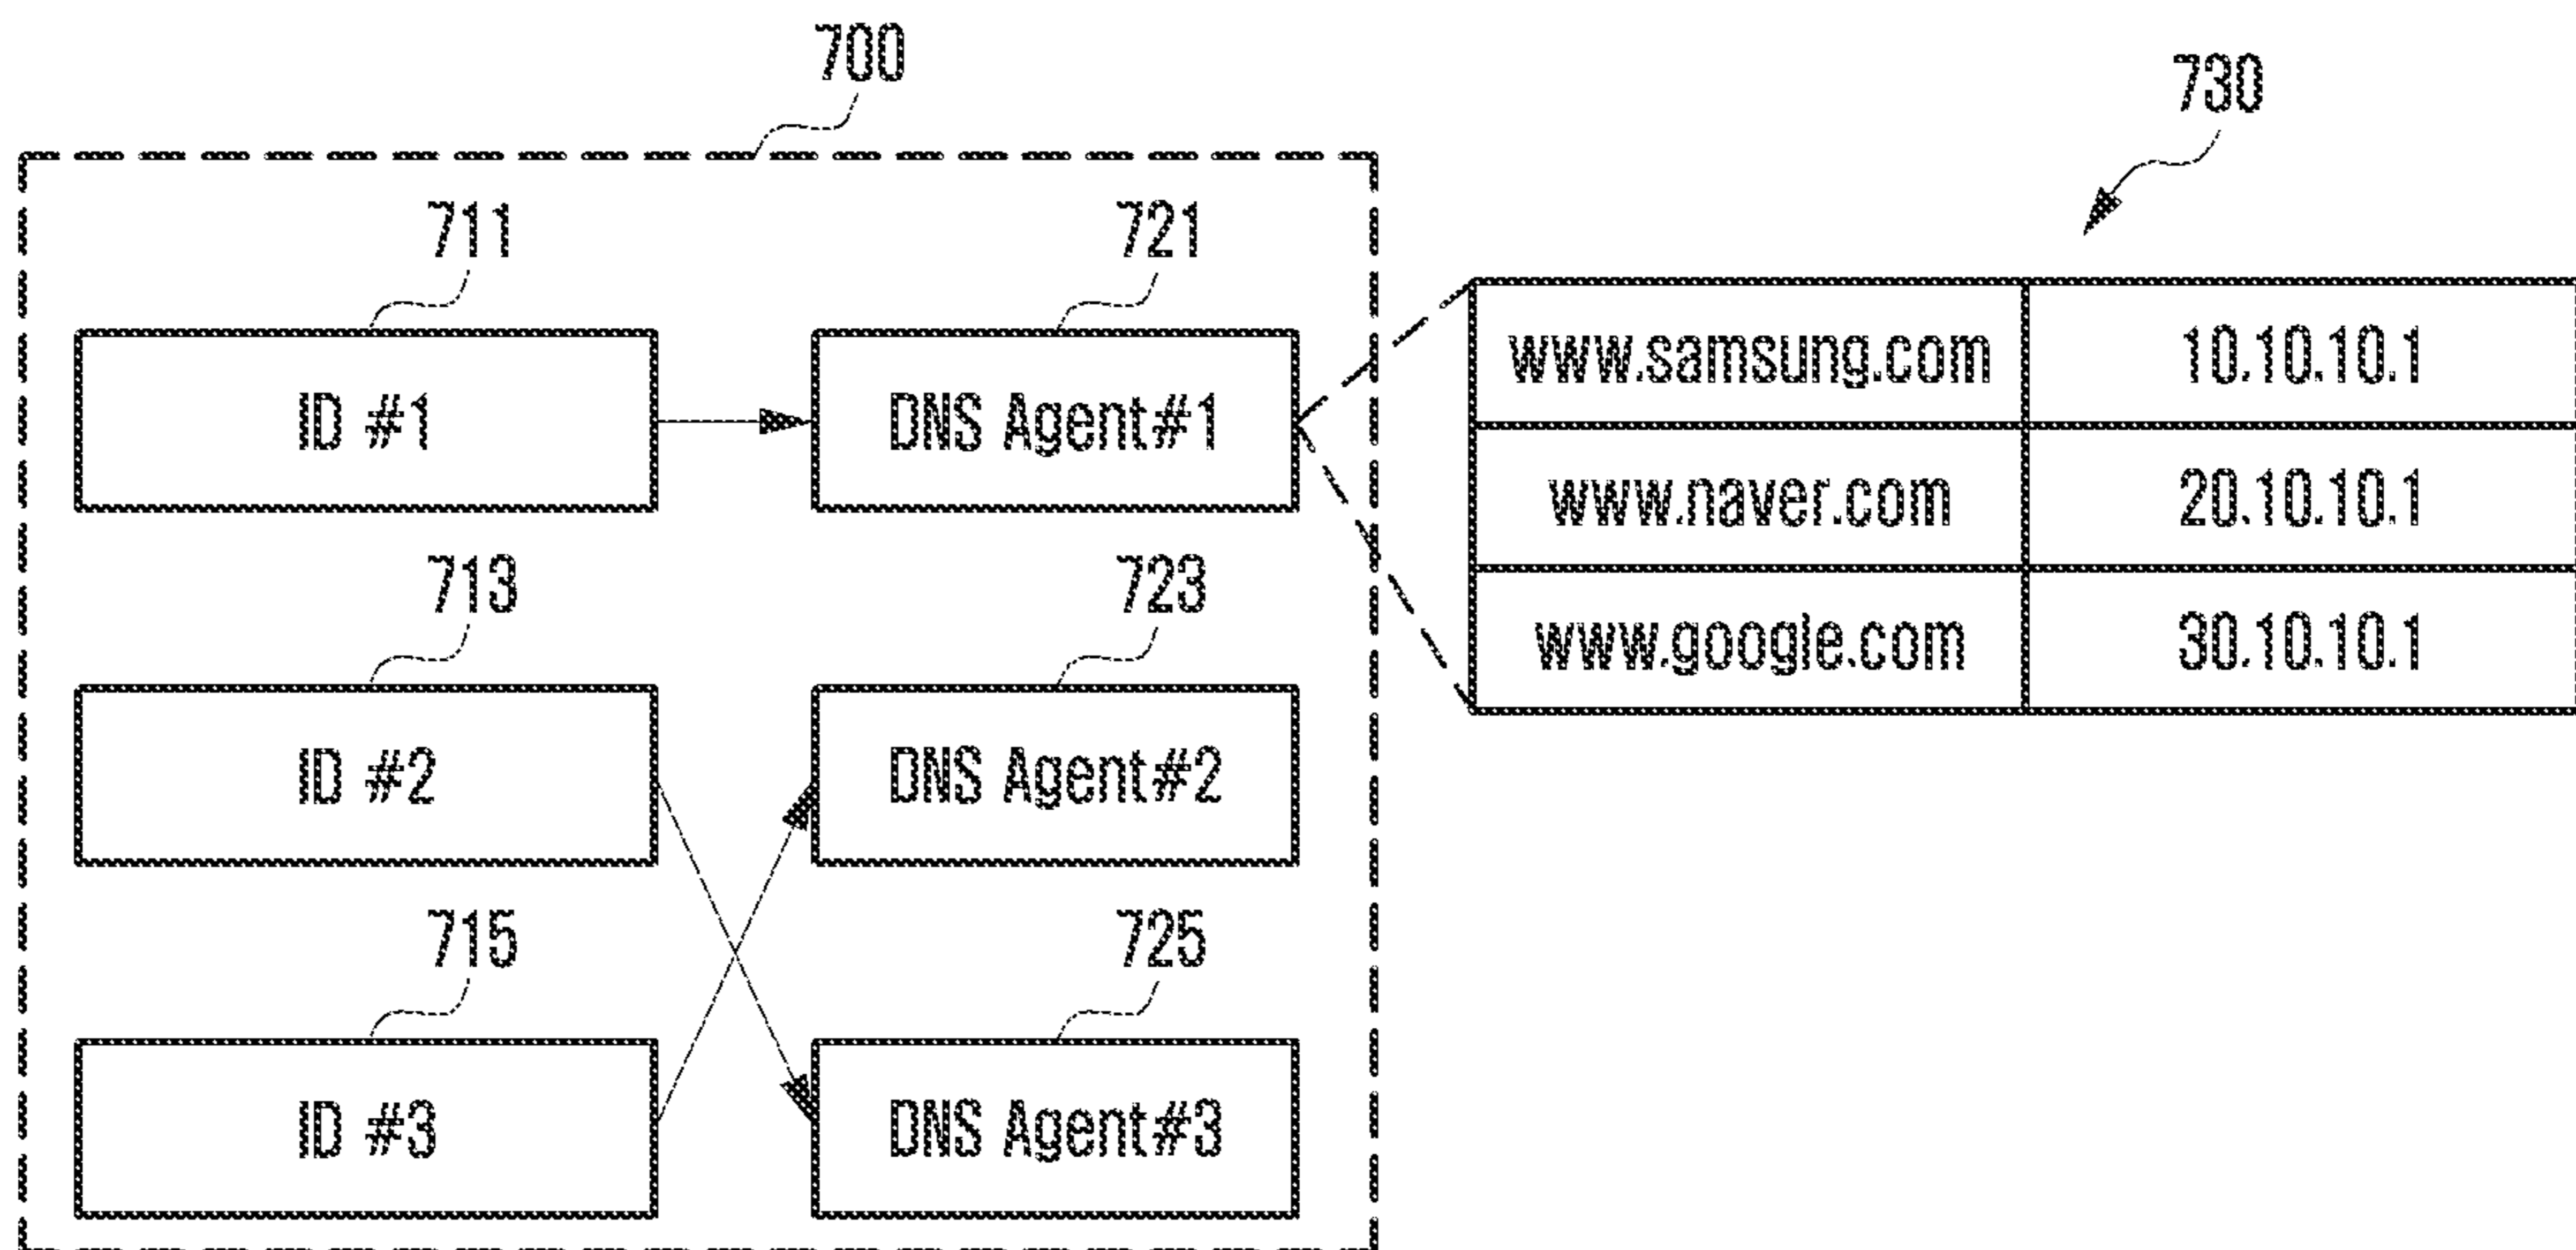 700
730
711
721
ID #1
DNS Agent#1
www.samsung.com 10.10.10.1
www.naver.com 20.10.10.1
www.google.com 30.10.10.1
713
723
ID #2
DNS Agent#2
715
725
ID #3
DNS Agent#3